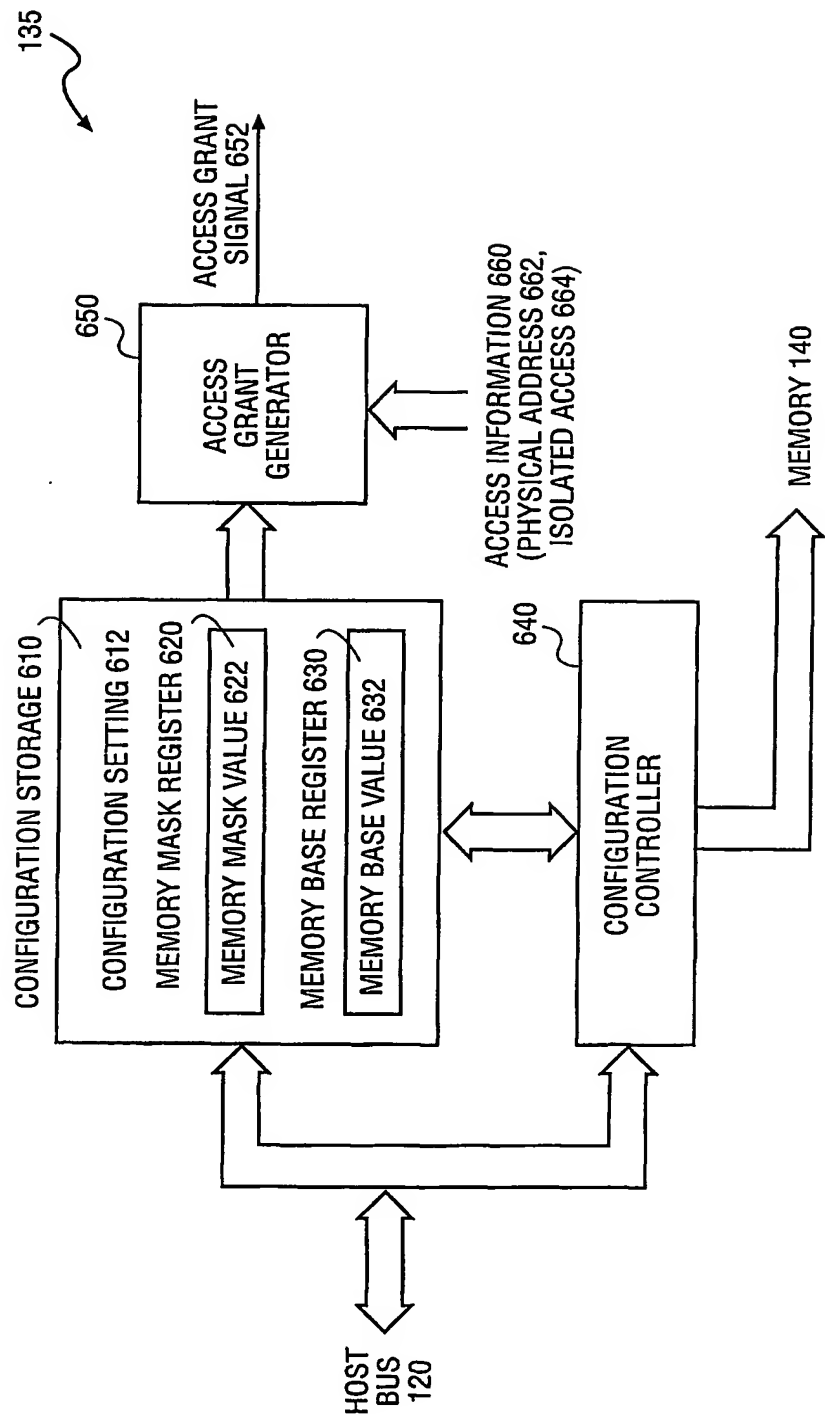 135
CONFIGURATION STORAGE 610
CONFIGURATION SETTING 612
MEMORY MASK REGISTER 620
MEMORY MASK VALUE 622
MEMORY BASE REGISTER 630
MEMORY BASE VALUE 632
650
ACCESS
GRANT
GENERATOR
ACCESS GRANT
SIGNAL 652
ACCESS INFORMATION 660
(PHYSICAL ADDRESS 662,
ISOLATED ACCESS 664)
HOST
BUS
120
640
CONFIGURATION
CONTROLLER
MEMORY 140